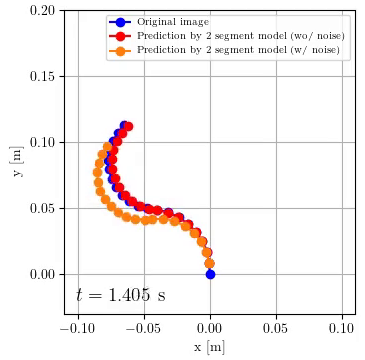 0.20
0.15
0.10
0.05
0.00
y [m]
Original image
Prediction by 2 segment model (wo/ noise)
Prediction by 2 segment model (w/ noise)
t = 1.405 s
−0.10 −0.05 0.00 0.05 0.10
x [m]